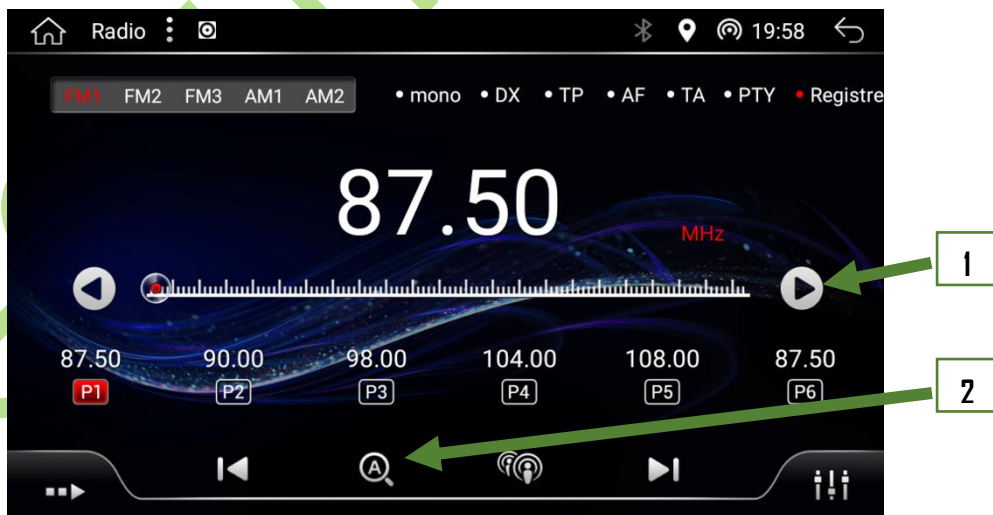 Radio 19:58
FM1 FM2 FM3 AM1 AM2 • mono • DX • TP • AF • TA • PTY • Registre
87.50
MHz
1
87.50 90.00 98.00 104.00 108.00 87.50
P1 P2 P3 P4 P5 P6
2
A